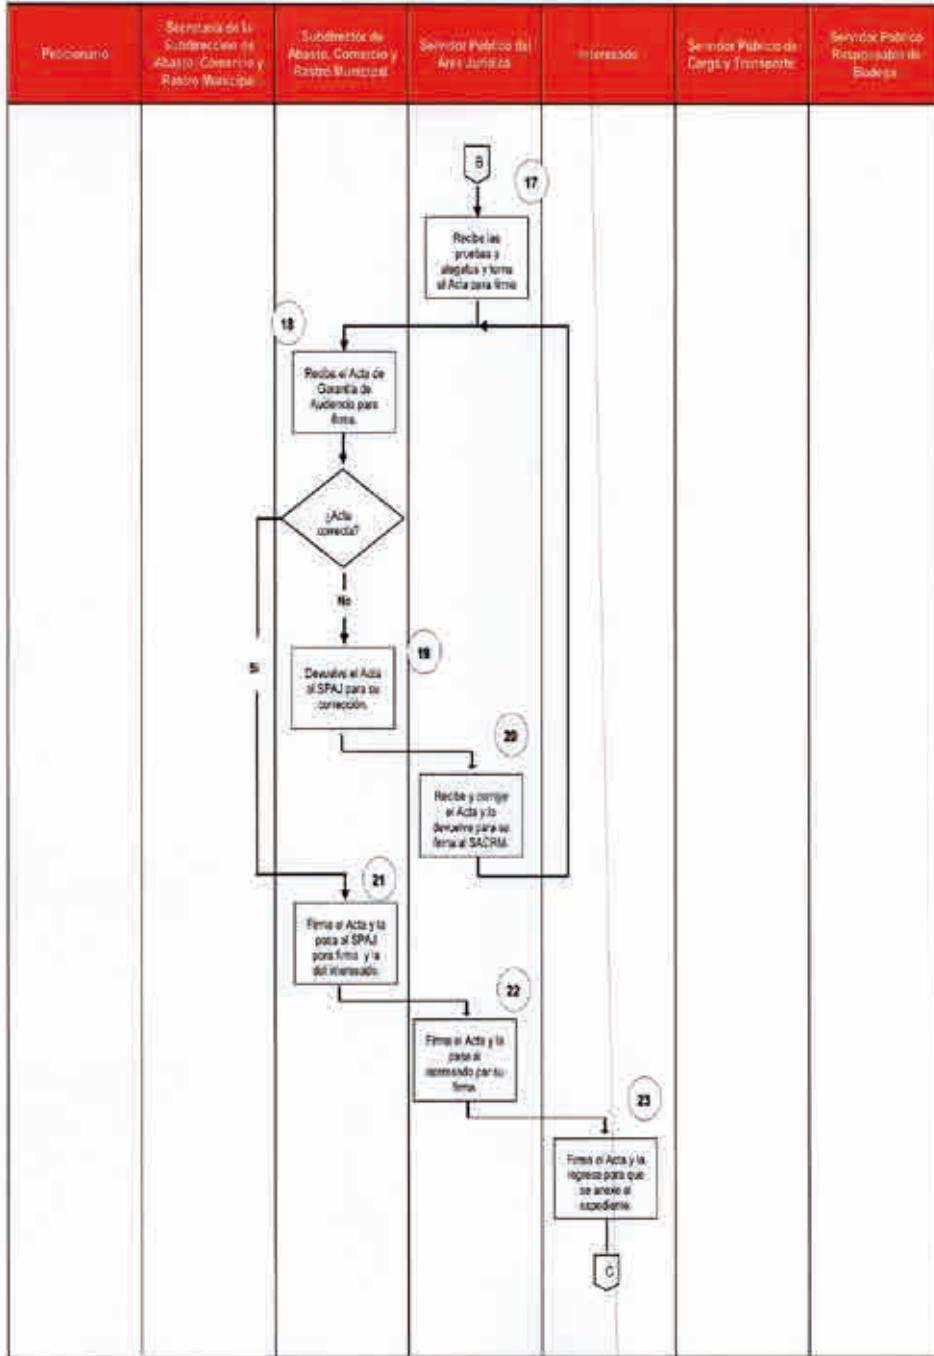 Peticionario
Secretaria de la
Subdirección de
Abasto, Comercio y
Rastro Municipal
Subdirector de
Abasto, Comercio y
Rastro Municipal
Servidor Público del
Área Jurídica
Interesado
Servidor Público de
Carga y Transporte
Servidor Público
Responsable de
Bodega
B
17
Recibe las
pruebas y
alegatos y turna
el Acta para firma
18
Recibe el Acta de
Garantía de
Audiencia para
firma.
¿Acta
correcta?
No
Si
19
Devuelve el Acta
al SPAJ para su
corrección.
20
Recibe y corrige
el Acta y la
devuelve para su
firma al SACRM.
21
Firma el Acta y la
pasa al SPAJ
para firma y la
del interesado.
22
Firma el Acta y la
pasa al
interesado por su
firma.
23
Firma el Acta y la
regresa para que
se anexe al
expediente.
C